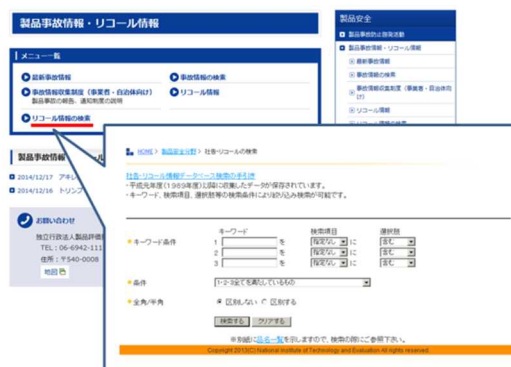 製品事故情報・リコール情報
メニュー一覧
最新事故情報
事故情報の検索
事故情報収集制度（事業者・自治体向け）
製品事故の報告、通知制度の説明
リコール情報
リコール情報の検索
製品事故情報
2014/12/17 アキレ
2014/12/16 トリンプ
お問い合わせ
独立行政法人製品評価
TEL：06-6942-111
住所：〒540-0008
地図
製品安全
製品事故防止啓発活動
製品事故情報・リコール情報
最新事故情報
事故情報の検索
事故情報収集制度（事業者・自治体向け）
リコール情報
HOME> 製品安全分野> 社告・リコールの検索
社告・リコール情報データベース検索の手引き
・平成元年度(1989年度)以降に収集したデータが保存されています。
・キーワード、検索項目、選択肢等の検索条件により絞り込み検索が可能です。
キーワード 検索項目 選択肢
キーワード条件
1 を 指定なし に 含む
2 を 指定なし に 含む
3 を 指定なし に 含む
条件 1・2・3全てを満たしているもの
全角/半角 区別しない 区別する
検索する クリアする
※別紙に品名一覧を示しますので、検索の際にご参照下さい。
Copyright 2013(C) National Institute of Technology and Evaluation All rights reserved.